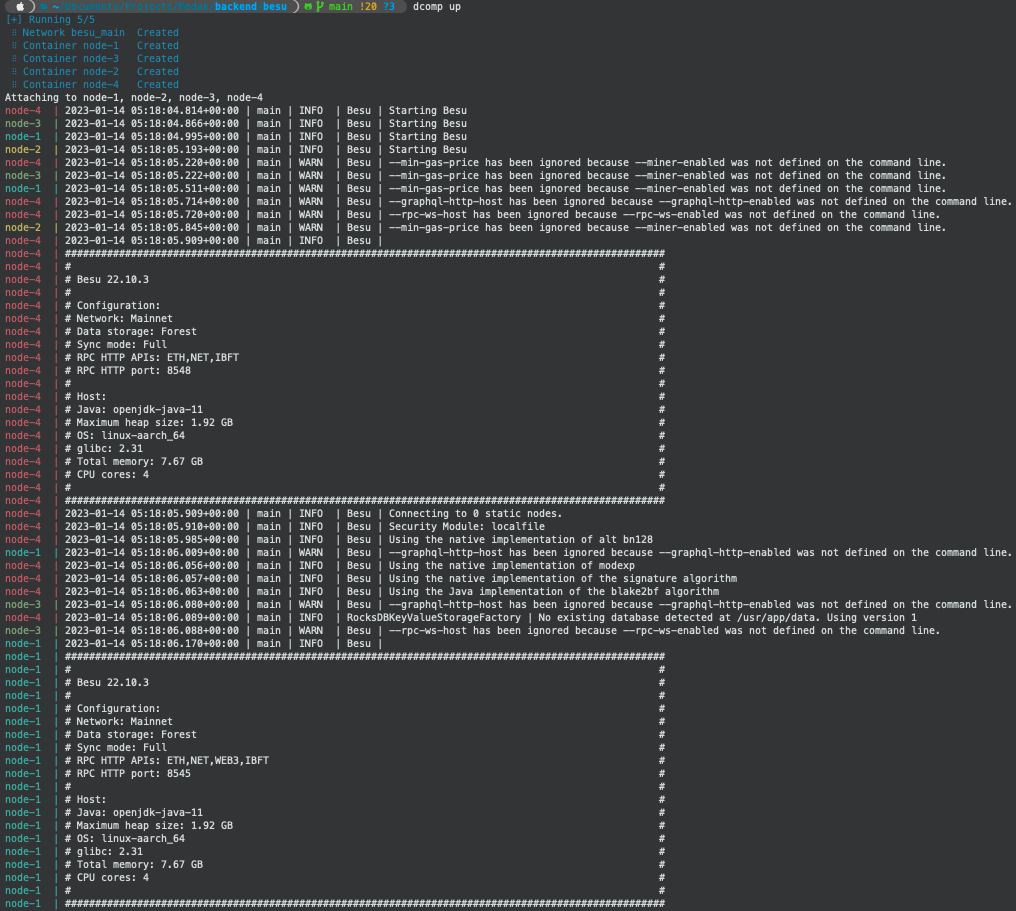 ~/Documents/Projects/Hodak/backend besu main !20 ?3 dcomp up
[+] Running 5/5
⠿ Network besu_main  Created
⠿ Container node-1   Created
⠿ Container node-3   Created
⠿ Container node-2   Created
⠿ Container node-4   Created
Attaching to node-1, node-2, node-3, node-4
node-4  | 2023-01-14 05:18:04.814+00:00 | main | INFO  | Besu | Starting Besu
node-3  | 2023-01-14 05:18:04.866+00:00 | main | INFO  | Besu | Starting Besu
node-1  | 2023-01-14 05:18:04.995+00:00 | main | INFO  | Besu | Starting Besu
node-2  | 2023-01-14 05:18:05.193+00:00 | main | INFO  | Besu | Starting Besu
node-4  | 2023-01-14 05:18:05.220+00:00 | main | WARN  | Besu | --min-gas-price has been ignored because --miner-enabled was not defined on the command line.
node-3  | 2023-01-14 05:18:05.222+00:00 | main | WARN  | Besu | --min-gas-price has been ignored because --miner-enabled was not defined on the command line.
node-1  | 2023-01-14 05:18:05.511+00:00 | main | WARN  | Besu | --min-gas-price has been ignored because --miner-enabled was not defined on the command line.
node-4  | 2023-01-14 05:18:05.714+00:00 | main | WARN  | Besu | --graphql-http-host has been ignored because --graphql-http-enabled was not defined on the command line.
node-4  | 2023-01-14 05:18:05.720+00:00 | main | WARN  | Besu | --rpc-ws-host has been ignored because --rpc-ws-enabled was not defined on the command line.
node-2  | 2023-01-14 05:18:05.845+00:00 | main | WARN  | Besu | --min-gas-price has been ignored because --miner-enabled was not defined on the command line.
node-4  | 2023-01-14 05:18:05.909+00:00 | main | INFO  | Besu |
node-4  | ####################################################################################################
node-4  | #                                                                                                  #
node-4  | # Besu 22.10.3                                                                                     #
node-4  | #                                                                                                  #
node-4  | # Configuration:                                                                                   #
node-4  | # Network: Mainnet                                                                                 #
node-4  | # Data storage: Forest                                                                             #
node-4  | # Sync mode: Full                                                                                  #
node-4  | # RPC HTTP APIs: ETH,NET,IBFT                                                                      #
node-4  | # RPC HTTP port: 8548                                                                              #
node-4  | #                                                                                                  #
node-4  | # Host:                                                                                            #
node-4  | # Java: openjdk-java-11                                                                            #
node-4  | # Maximum heap size: 1.92 GB                                                                       #
node-4  | # OS: linux-aarch_64                                                                               #
node-4  | # glibc: 2.31                                                                                      #
node-4  | # Total memory: 7.67 GB                                                                            #
node-4  | # CPU cores: 4                                                                                     #
node-4  | #                                                                                                  #
node-4  | ####################################################################################################
node-4  | 2023-01-14 05:18:05.909+00:00 | main | INFO  | Besu | Connecting to 0 static nodes.
node-4  | 2023-01-14 05:18:05.910+00:00 | main | INFO  | Besu | Security Module: localfile
node-4  | 2023-01-14 05:18:05.985+00:00 | main | INFO  | Besu | Using the native implementation of alt bn128
node-1  | 2023-01-14 05:18:06.009+00:00 | main | WARN  | Besu | --graphql-http-host has been ignored because --graphql-http-enabled was not defined on the command line.
node-4  | 2023-01-14 05:18:06.056+00:00 | main | INFO  | Besu | Using the native implementation of modexp
node-4  | 2023-01-14 05:18:06.057+00:00 | main | INFO  | Besu | Using the native implementation of the signature algorithm
node-4  | 2023-01-14 05:18:06.063+00:00 | main | INFO  | Besu | Using the Java implementation of the blake2bf algorithm
node-3  | 2023-01-14 05:18:06.080+00:00 | main | WARN  | Besu | --graphql-http-host has been ignored because --graphql-http-enabled was not defined on the command line.
node-4  | 2023-01-14 05:18:06.089+00:00 | main | INFO  | RocksDBKeyValueStorageFactory | No existing database detected at /usr/app/data. Using version 1
node-3  | 2023-01-14 05:18:06.088+00:00 | main | WARN  | Besu | --rpc-ws-host has been ignored because --rpc-ws-enabled was not defined on the command line.
node-1  | 2023-01-14 05:18:06.170+00:00 | main | INFO  | Besu |
node-1  | ####################################################################################################
node-1  | #                                                                                                  #
node-1  | # Besu 22.10.3                                                                                     #
node-1  | #                                                                                                  #
node-1  | # Configuration:                                                                                   #
node-1  | # Network: Mainnet                                                                                 #
node-1  | # Data storage: Forest                                                                             #
node-1  | # Sync mode: Full                                                                                  #
node-1  | # RPC HTTP APIs: ETH,NET,WEB3,IBFT                                                                 #
node-1  | # RPC HTTP port: 8545                                                                              #
node-1  | #                                                                                                  #
node-1  | # Host:                                                                                            #
node-1  | # Java: openjdk-java-11                                                                            #
node-1  | # Maximum heap size: 1.92 GB                                                                       #
node-1  | # OS: linux-aarch_64                                                                               #
node-1  | # glibc: 2.31                                                                                      #
node-1  | # Total memory: 7.67 GB                                                                            #
node-1  | # CPU cores: 4                                                                                     #
node-1  | #                                                                                                  #
node-1  | ####################################################################################################